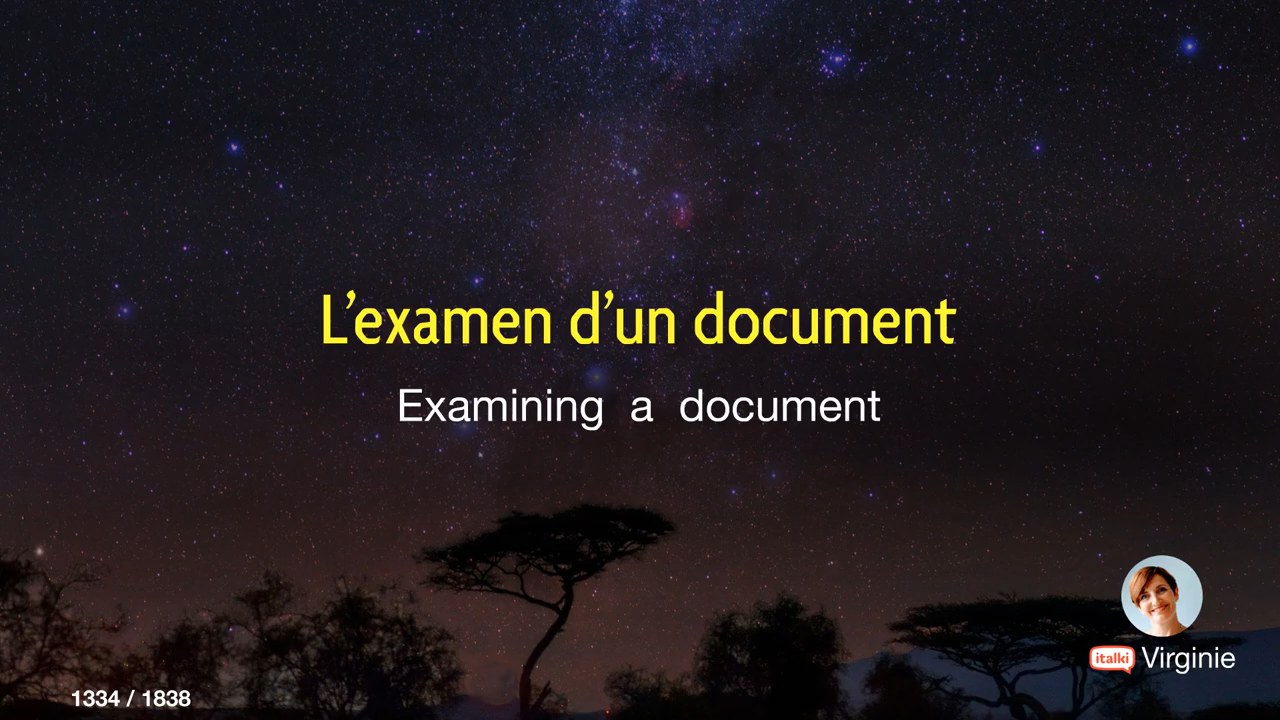 L’examen d’un document
Examining a document
italki Virginie
1334 / 1838